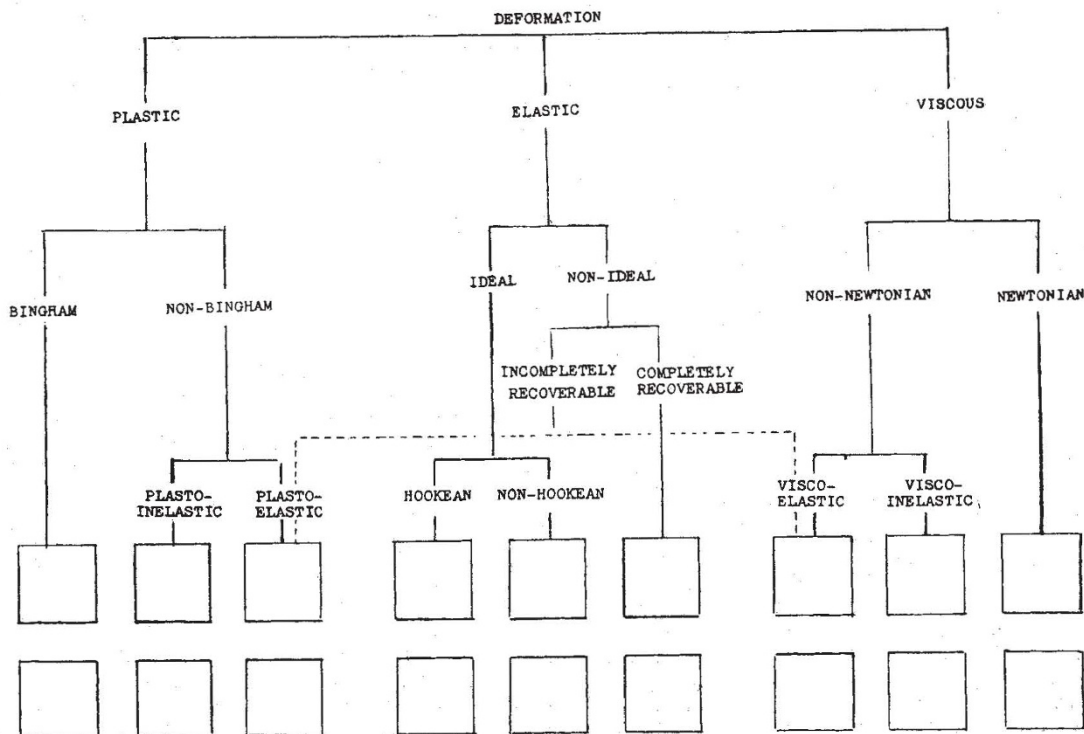 DEFORMATION
PLASTIC
ELASTIC
VISCOUS
BINGHAM
NON-BINGHAM
IDEAL
NON-IDEAL
NON-NEWTONIAN
NEWTONIAN
INCOMPLETELY
RECOVERABLE
COMPLETELY
RECOVERABLE
PLASTO-
INELASTIC
PLASTO-
ELASTIC
HOOKEAN
NON-HOOKEAN
VISCO-
ELASTIC
VISCO-
INELASTIC